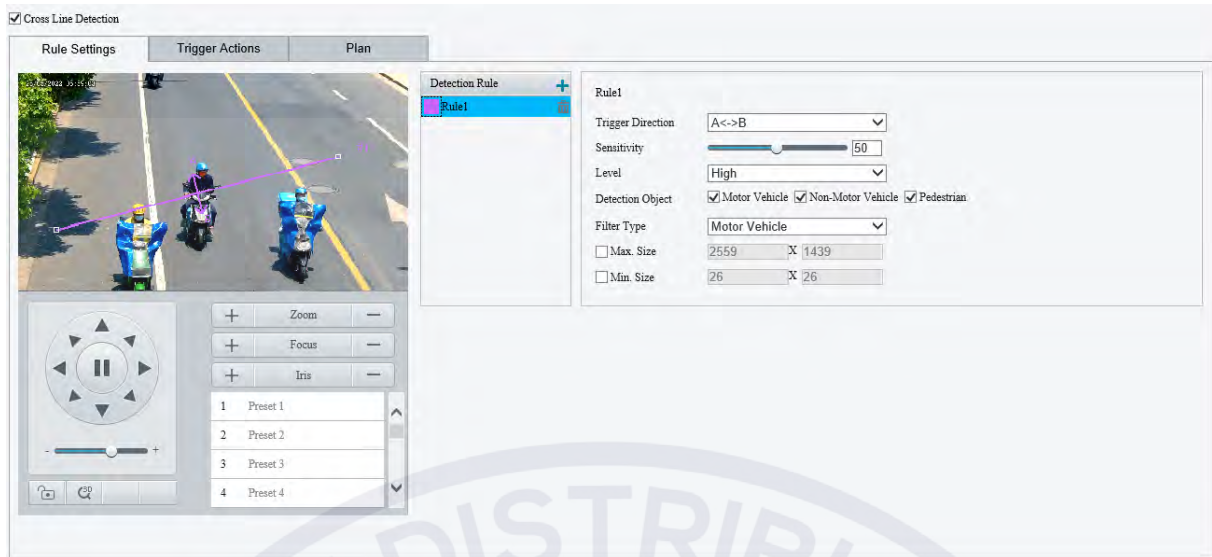 Cross Line Detection
Rule Settings Trigger Actions Plan
Detection Rule
Rule1
Rule1
Trigger Direction A<->B
Sensitivity 50
Level High
Detection Object Motor Vehicle Non-Motor Vehicle Pedestrian
Filter Type Motor Vehicle
Max. Size 2559 X 1439
Min. Size 26 X 26
+ Zoom −
+ Focus −
+ Iris −
- +
1 Preset 1
2 Preset 2
3 Preset 3
4 Preset 4
3D
DISTRIB